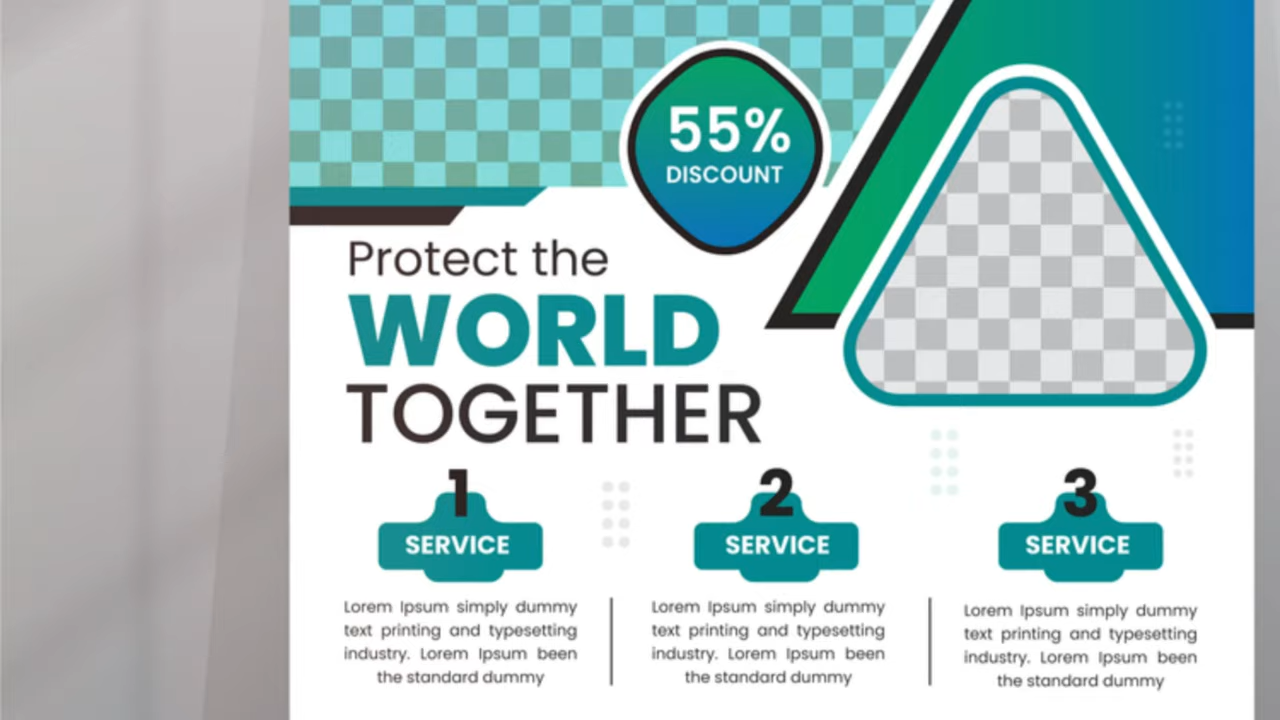 55%
DISCOUNT
Protect the
WORLD
TOGETHER
1
SERVICE
Lorem Ipsum simply dummy
text printing and typesetting
industry. Lorem Ipsum been
the standard dummy
2
SERVICE
Lorem Ipsum simply dummy
text printing and typesetting
industry. Lorem Ipsum been
the standard dummy
3
SERVICE
Lorem Ipsum simply dummy
text printing and typesetting
industry. Lorem Ipsum been
the standard dummy